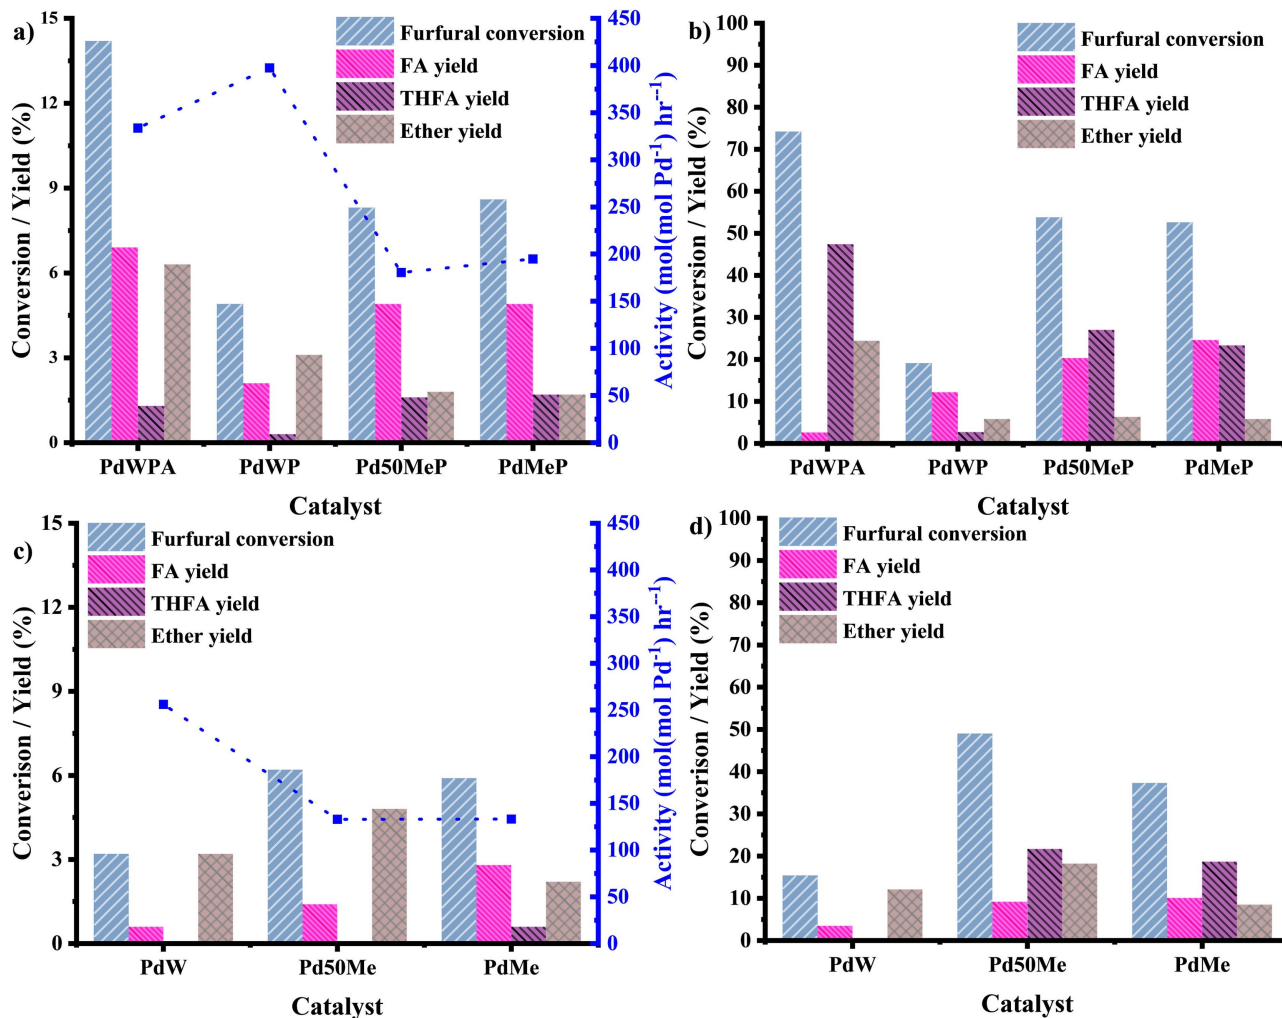 a)
Conversion / Yield (%)
15
12
9
6
3
0
Furfural conversion
FA yield
THFA yield
Ether yield
450
400
350
300
250
200
150
100
50
0
Activity (mol(mol Pd⁻¹) hr⁻¹)
PdWPA PdWP Pd50MeP PdMeP
Catalyst
b)
Conversion / Yield (%)
100
90
80
70
60
50
40
30
20
10
0
Furfural conversion
FA yield
THFA yield
Ether yield
PdWPA PdWP Pd50MeP PdMeP
Catalyst
c)
Conversion / Yield (%)
15
12
9
6
3
0
Furfural conversion
FA yield
THFA yield
Ether yield
450
400
350
300
250
200
150
100
50
0
Activity (mol(mol Pd⁻¹) hr⁻¹)
PdW Pd50Me PdMe
Catalyst
d)
Converison / Yield (%)
100
90
80
70
60
50
40
30
20
10
0
Furfural conversion
FA yield
THFA yield
Ether yield
PdW Pd50Me PdMe
Catalyst